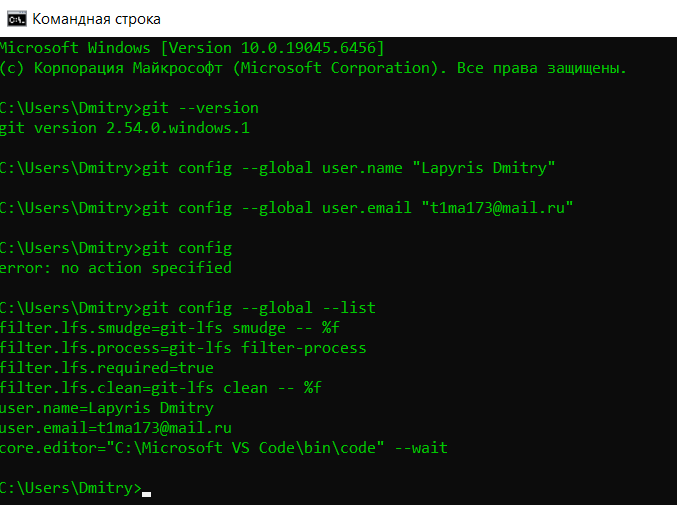 Командная строка
Microsoft Windows [Version 10.0.19045.6456]
(c) Корпорация Майкрософт (Microsoft Corporation). Все права защищены.
C:\Users\Dmitry>git --version
git version 2.54.0.windows.1
C:\Users\Dmitry>git config --global user.name "Lapyris Dmitry"
C:\Users\Dmitry>git config --global user.email "t1ma173@mail.ru"
C:\Users\Dmitry>git config
error: no action specified
C:\Users\Dmitry>git config --global --list
filter.lfs.smudge=git-lfs smudge -- %f
filter.lfs.process=git-lfs filter-process
filter.lfs.required=true
filter.lfs.clean=git-lfs clean -- %f
user.name=Lapyris Dmitry
user.email=t1ma173@mail.ru
core.editor="C:\Microsoft VS Code\bin\code" --wait
C:\Users\Dmitry>